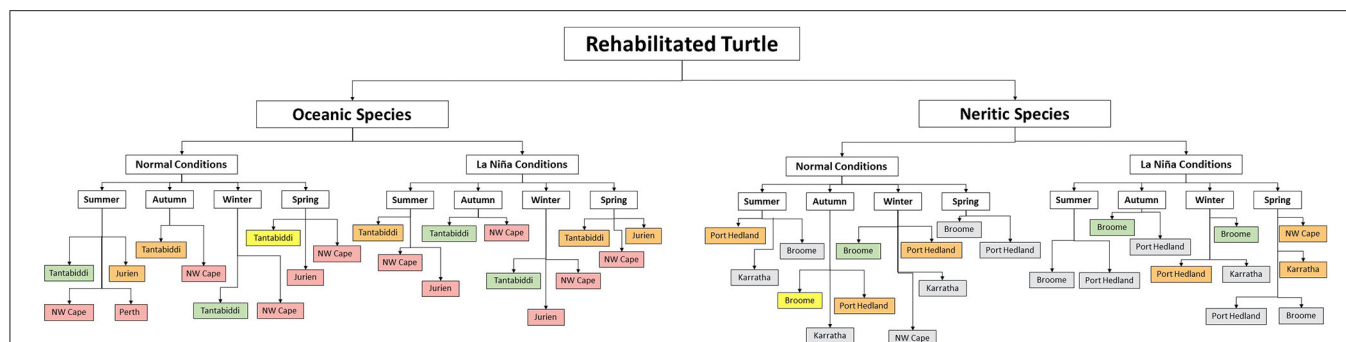 Rehabilitated Turtle
Oceanic Species
Neritic Species
Normal Conditions
La Niña Conditions
Normal Conditions
La Niña Conditions
Summer
Autumn
Winter
Spring
Summer
Autumn
Winter
Spring
Summer
Autumn
Winter
Spring
Summer
Autumn
Winter
Spring
Tantabiddi
Jurien
NW Cape
Perth
Tantabiddi
NW Cape
Tantabiddi
NW Cape
Tantabiddi
NW Cape
Jurien
Tantabiddi
NW Cape
Jurien
Tantabiddi
NW Cape
Tantabiddi
NW Cape
Jurien
Tantabiddi
Jurien
NW Cape
Port Hedland
Broome
Karratha
Broome
Port Hedland
Karratha
Broome
Port Hedland
Karratha
NW Cape
Broome
Port Hedland
Broome
Port Hedland
Broome
Port Hedland
Broome
Port Hedland
Karratha
NW Cape
Karratha
Port Hedland
Broome